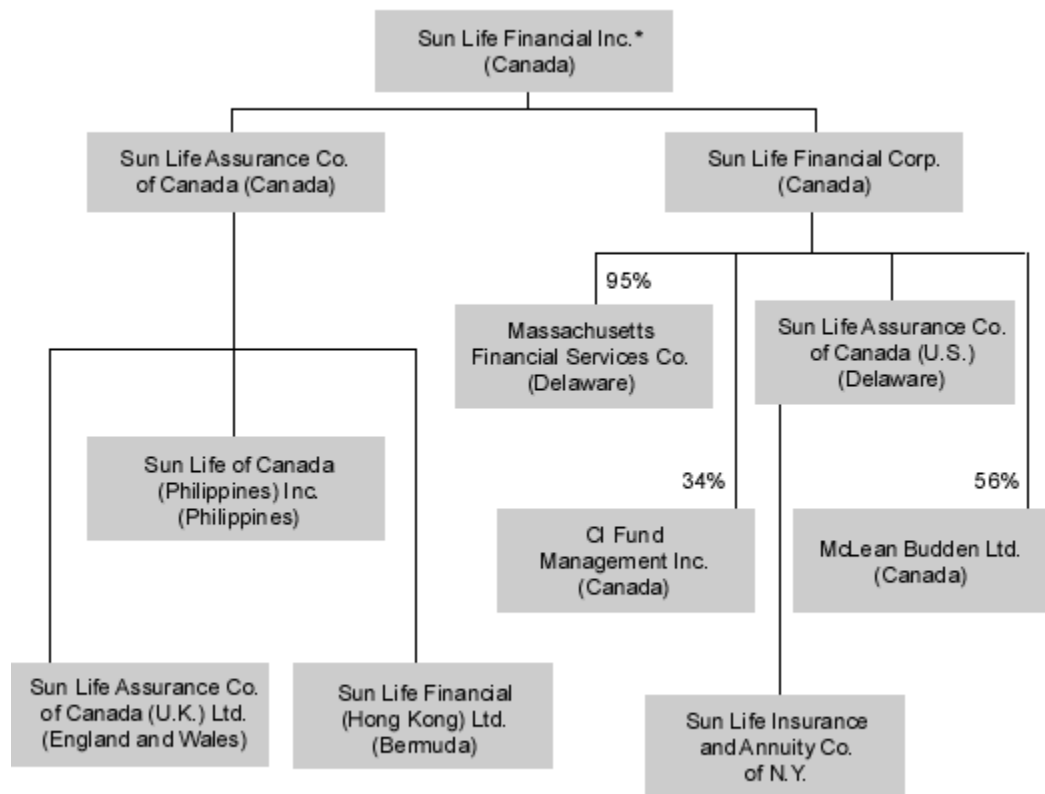 Sun Life Financial Inc.*
(Canada)
Sun Life Assurance Co.
of Canada (Canada)
Sun Life Financial Corp.
(Canada)
95%
Massachusetts
Financial Services Co.
(Delaware)
Sun Life Assurance Co.
of Canada (U.S.)
(Delaware)
Sun Life of Canada
(Philippines) Inc.
(Philippines)
34%
CI Fund
Management Inc.
(Canada)
56%
McLean Budden Ltd.
(Canada)
Sun Life Assurance Co.
of Canada (U.K.) Ltd.
(England and Wales)
Sun Life Financial
(Hong Kong) Ltd.
(Bermuda)
Sun Life Insurance
and Annuity Co.
of N.Y.